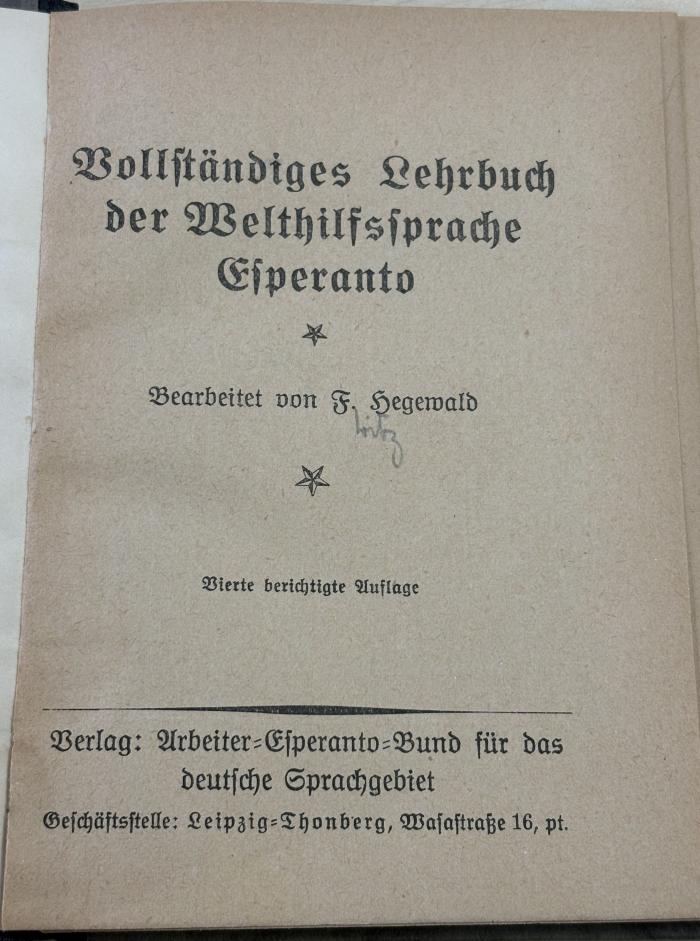 Vollſtändiges Lehrbuch
der Welthilfsſprache
Eſperanto
Bearbeitet von F. Hegewald
Vierte berichtigte Auflage
Verlag: Arbeiter-Eſperanto-Bund für das
deutſche Sprachgebiet
Geſchäftsſtelle: Leipzig-Thonberg, Waſaſtraße 16, pt.